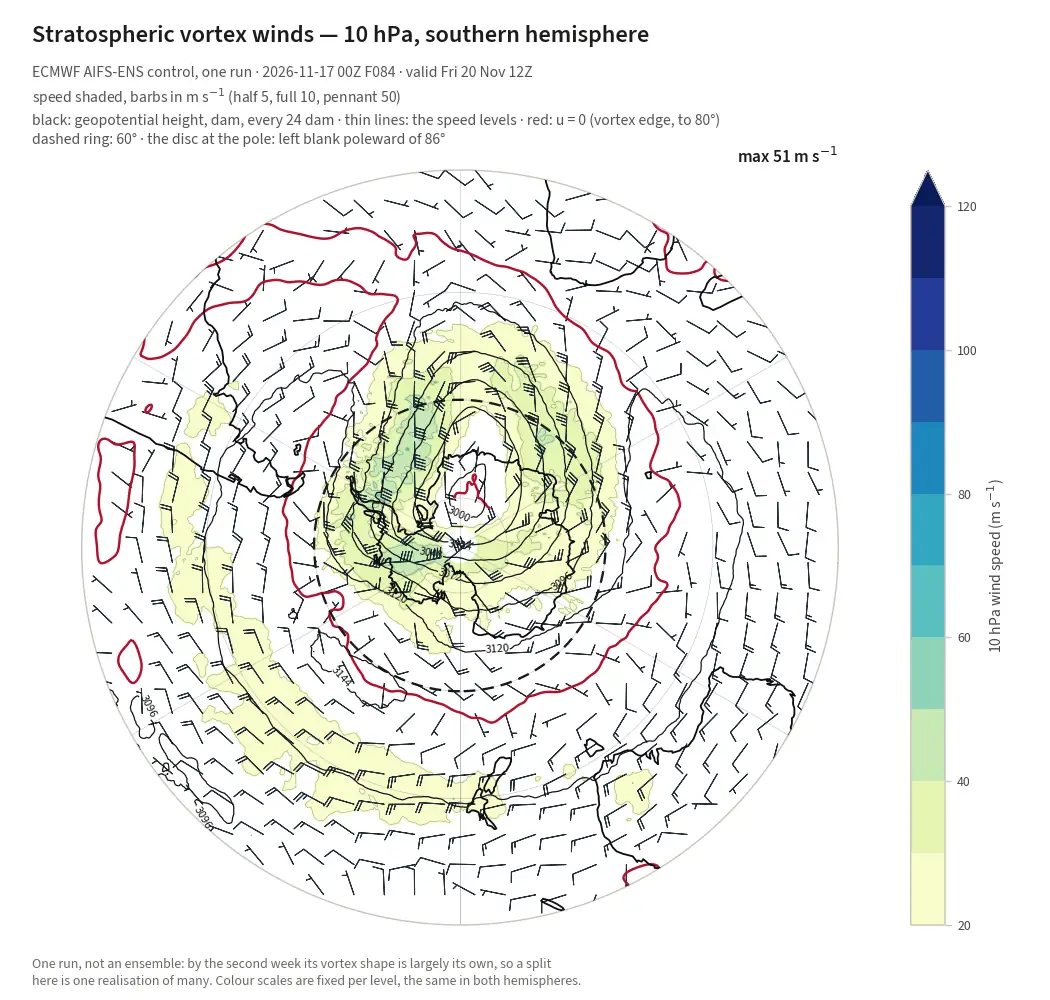 Stratospheric vortex winds — 10 hPa, southern hemisphere
ECMWF AIFS-ENS control, one run · 2026-11-17 00Z F084 · valid Fri 20 Nov 12Z
speed shaded, barbs in m s⁻¹ (half 5, full 10, pennant 50)
black: geopotential height, dam, every 24 dam · thin lines: the speed levels · red: u = 0 (vortex edge, to 80°)
dashed ring: 60° · the disc at the pole: left blank poleward of 86°
max 51 m s⁻¹
120
100
80
60
40
20
10 hPa wind speed (m s⁻¹)
3000
3096
3120
3144
3096
3096
One run, not an ensemble: by the second week its vortex shape is largely its own, so a split
here is one realisation of many. Colour scales are fixed per level, the same in both hemispheres.